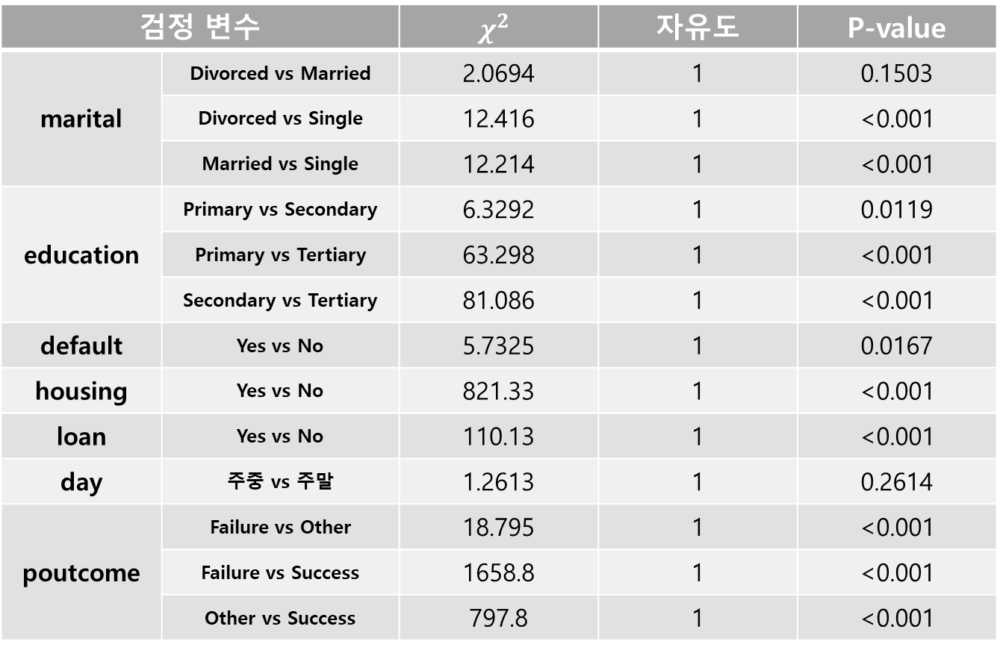 검정 변수 χ² 자유도 P-value
marital
Divorced vs Married 2.0694 1 0.1503
Divorced vs Single 12.416 1 <0.001
Married vs Single 12.214 1 <0.001
education
Primary vs Secondary 6.3292 1 0.0119
Primary vs Tertiary 63.298 1 <0.001
Secondary vs Tertiary 81.086 1 <0.001
default Yes vs No 5.7325 1 0.0167
housing Yes vs No 821.33 1 <0.001
loan Yes vs No 110.13 1 <0.001
day 주중 vs 주말 1.2613 1 0.2614
poutcome
Failure vs Other 18.795 1 <0.001
Failure vs Success 1658.8 1 <0.001
Other vs Success 797.8 1 <0.001